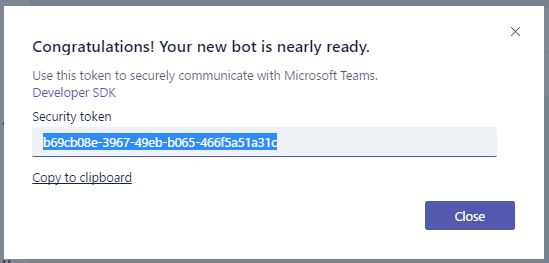 Congratulations! Your new bot is nearly ready.
Use this token to securely communicate with Microsoft Teams.
Developer SDK
Security token
b69cb08e-3967-49eb-b065-466f5a51a31c
Copy to clipboard
Close